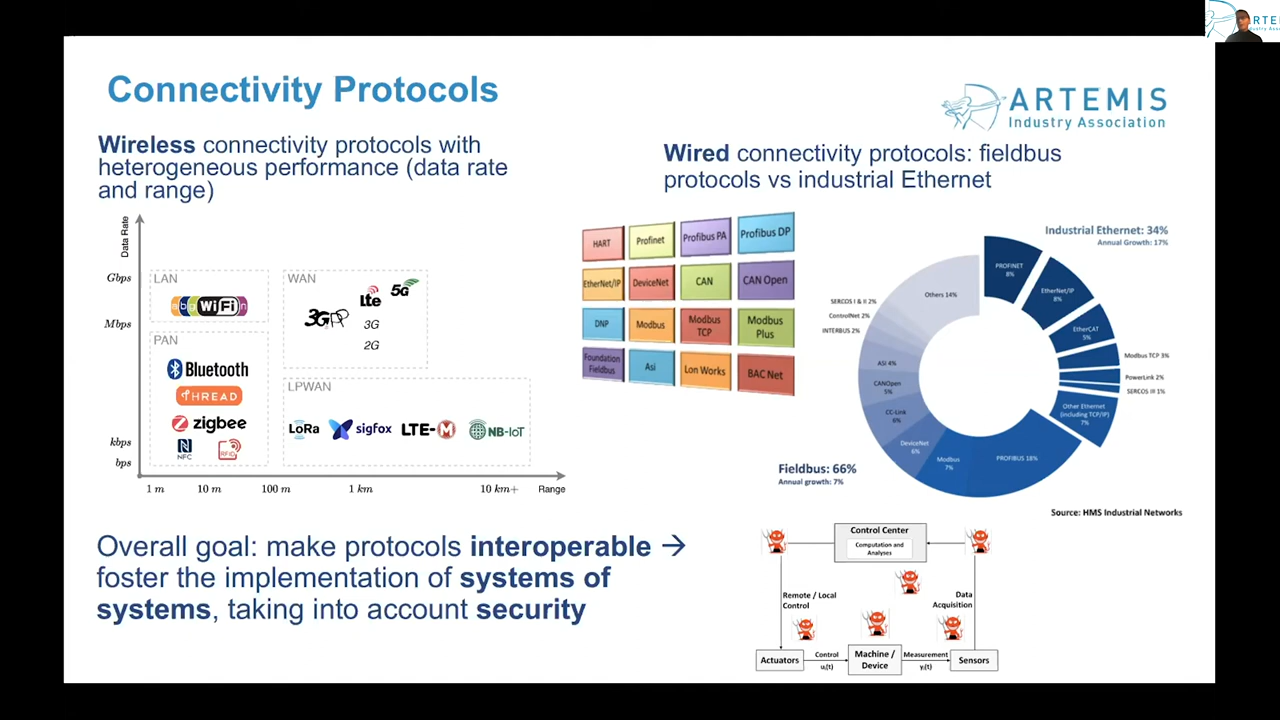 Connectivity Protocols
ARTEMIS
Industry Association
Wireless connectivity protocols with
heterogeneous performance (data rate
and range)
Wired connectivity protocols: fieldbus
protocols vs industrial Ethernet
Data Rate
Gbps
Mbps
kbps
bps
LAN
WiFi
PAN
Bluetooth
THREAD
zigbee
NFC
RFID
WAN
lte
5G
3GPP
3G
2G
LPWAN
LoRa
sigfox
LTE-M
NB-IoT
1 m
10 m
100 m
1 km
10 km+
Range
HART
Profinet
Profibus PA
Profibus DP
EtherNet/IP
DeviceNet
CAN
CAN Open
DNP
Modbus
Modbus
TCP
Modbus
Plus
Foundation
Fieldbus
Asi
Lon Works
BAC Net
Industrial Ethernet: 34%
Annual Growth: 17%
PROFINET
8%
EtherNet/IP
8%
EtherCAT
5%
Modbus TCP 3%
PowerLink 2%
SERCOS III 1%
Other Ethernet
(including TCP/IP)
7%
PROFIBUS 18%
Modbus
7%
DeviceNet
6%
CC-Link
6%
CANOpen
5%
ASI 4%
INTERBUS 2%
ControlNet 2%
SERCOS I & II 2%
Others 14%
Fieldbus: 66%
Annual growth: 7%
Source: HMS Industrial Networks
Overall goal: make protocols interoperable →
foster the implementation of systems of
systems, taking into account security
Control Center
Computation and
Analyses
Remote / Local
Control
Data
Acquisition
Actuators
Control
uᵢ(t)
Machine /
Device
Measurement
yᵢ(t)
Sensors